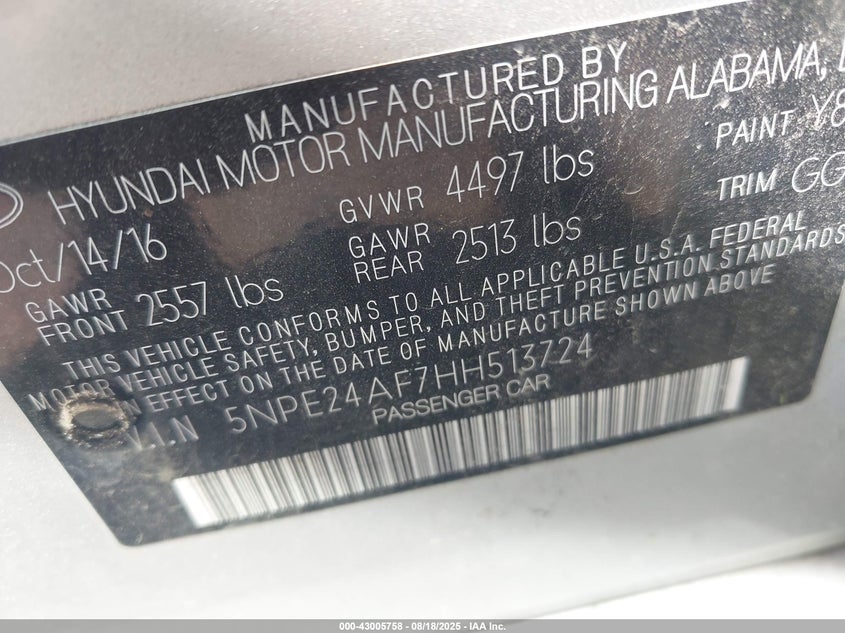 MANUFACTURED BY
HYUNDAI MOTOR MANUFACTURING ALABAMA,
Oct/14/16
GVWR 4497 lbs
PAINT Y8
GAWR FRONT 2557 lbs
GAWR REAR 2513 lbs
TRIM GG
THIS VEHICLE CONFORMS TO ALL APPLICABLE U.S.A. FEDERAL
MOTOR VEHICLE SAFETY, BUMPER, AND THEFT PREVENTION STANDARDS
IN EFFECT ON THE DATE OF MANUFACTURE SHOWN ABOVE
V.I.N 5NPE24AF7HH513724
PASSENGER CAR
000-43005758 - 08/18/2025 - IAA Inc.